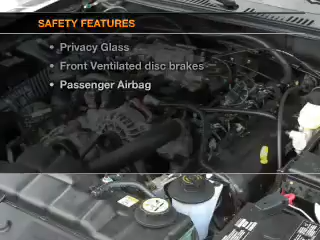 SAFETY FEATURES
• Privacy Glass
• Front Ventilated disc brakes
• Passenger Airbag